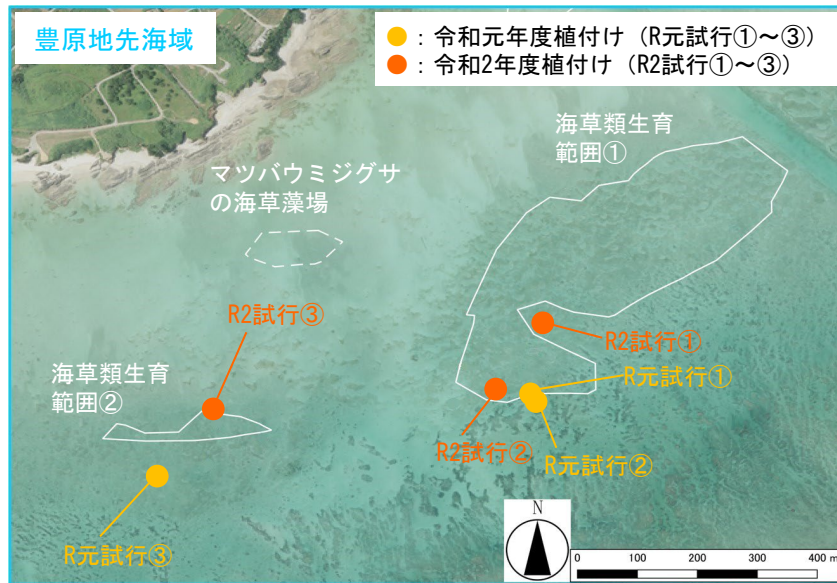 豊原地先海域
●：令和元年度植付け（R元試行①～③）
●：令和2年度植付け（R2試行①～③）
海草類生育
範囲①
マツバウミジグサ
の海草藻場
R2試行③
R2試行①
海草類生育
範囲②
R元試行①
R2試行②
R元試行②
R元試行③
N
0 100 200 300 400 m